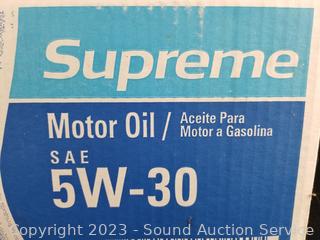 Supreme
Motor Oil / Aceite Para
Motor a Gasolina
SAE
5W-30
Copyright 2023 - Sound Auction Service